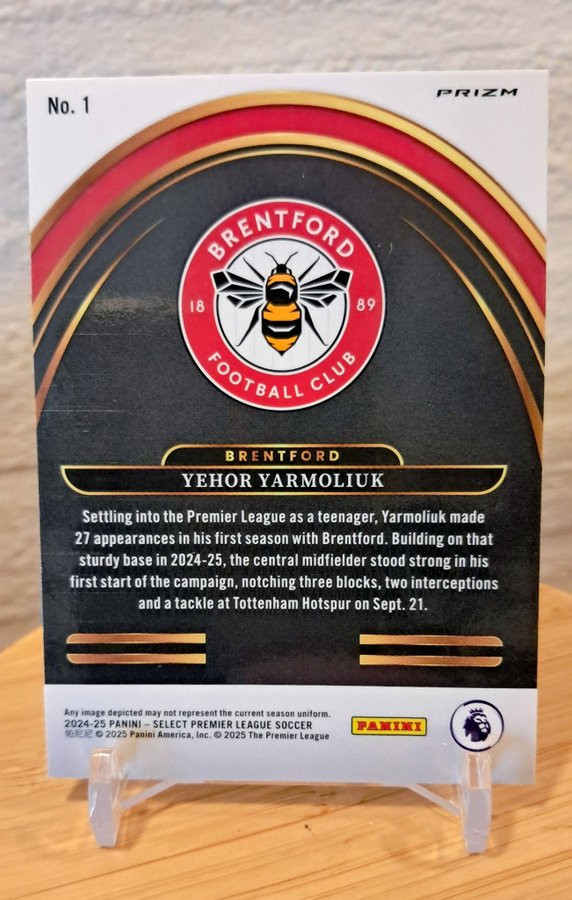 No. 1
PRIZM
BRENTFORD
18 89
FOOTBALL CLUB
BRENTFORD
YEHOR YARMOLIUK
Settling into the Premier League as a teenager, Yarmoliuk made
27 appearances in his first season with Brentford. Building on that
sturdy base in 2024-25, the central midfielder stood strong in his
first start of the campaign, notching three blocks, two interceptions
and a tackle at Tottenham Hotspur on Sept. 21.
Any image depicted may not represent the current season uniform.
2024-25 PANINI – SELECT PREMIER LEAGUE SOCCER
帕尼尼 © 2025 Panini America, Inc. © 2025 The Premier League
PANINI